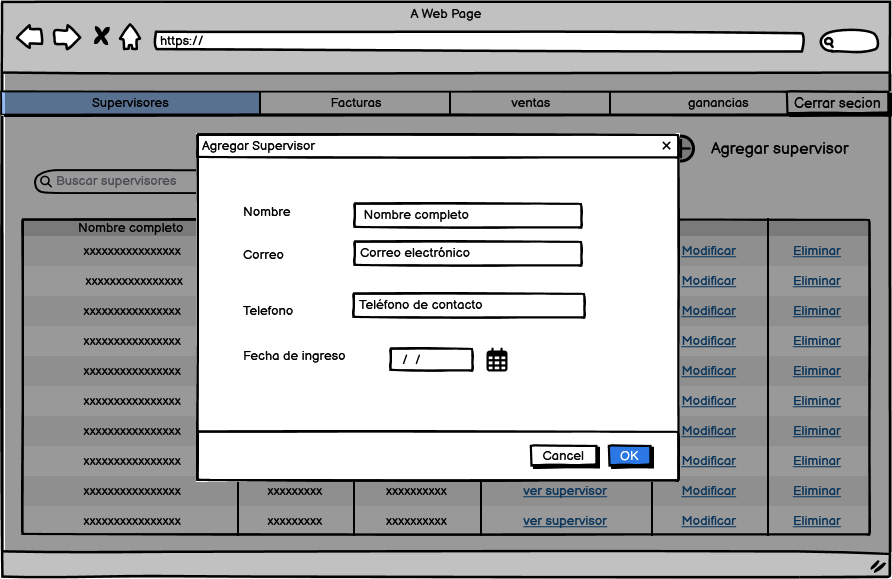 A Web Page
https://
Supervisores Facturas ventas ganancias Cerrar secion
Agregar Supervisor
Agregar supervisor
Buscar supervisores
Nombre Nombre completo
Correo Correo electrónico
Telefono Teléfono de contacto
Fecha de ingreso / /
Cancel OK
Nombre completo
xxxxxxxxxxxxxxxx Modificar Eliminar
xxxxxxxxxxxxxxxx Modificar Eliminar
xxxxxxxxxxxxxxxx Modificar Eliminar
xxxxxxxxxxxxxxxx Modificar Eliminar
xxxxxxxxxxxxxxxx Modificar Eliminar
xxxxxxxxxxxxxxxx Modificar Eliminar
xxxxxxxxxxxxxxxx Modificar Eliminar
xxxxxxxxxxxxxxxx Modificar Eliminar
xxxxxxxxxxxxxxxx xxxxxxxxx xxxxxxxxxx ver supervisor Modificar Eliminar
xxxxxxxxxxxxxxxx xxxxxxxxx xxxxxxxxxx ver supervisor Modificar Eliminar